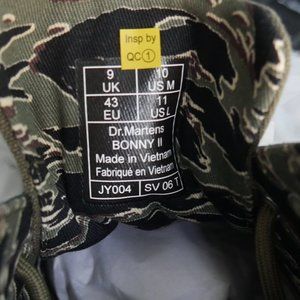 Insp by
QC 1
9 10
UK US M
43 11
EU US L
Dr.Martens
BONNY II
Made in Vietnam
Fabriqué en Vietnam
JY004 SV 06 T